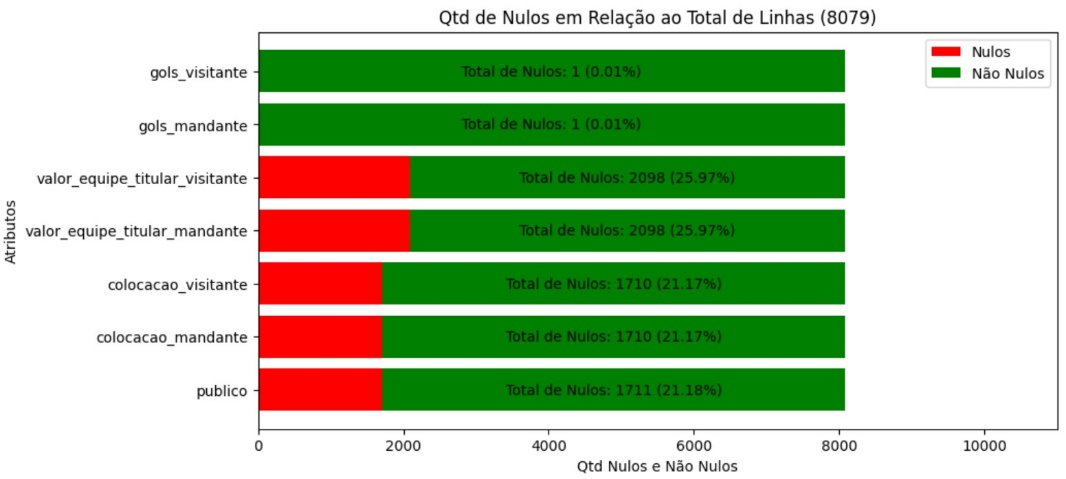 Qtd de Nulos em Relação ao Total de Linhas (8079)
Nulos
Não Nulos
gols_visitante
Total de Nulos: 1 (0.01%)
gols_mandante
Total de Nulos: 1 (0.01%)
valor_equipe_titular_visitante
Total de Nulos: 2098 (25.97%)
valor_equipe_titular_mandante
Total de Nulos: 2098 (25.97%)
colocacao_visitante
Total de Nulos: 1710 (21.17%)
colocacao_mandante
Total de Nulos: 1710 (21.17%)
publico
Total de Nulos: 1711 (21.18%)
Atributos
0 2000 4000 6000 8000 10000
Qtd Nulos e Não Nulos